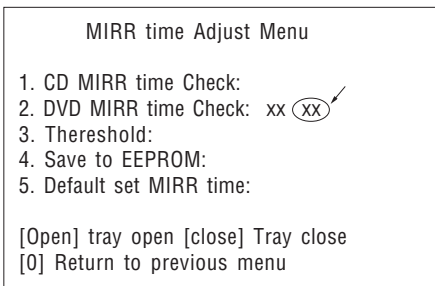 MIRR time Adjust Menu
1. CD MIRR time Check:
2. DVD MIRR time Check: xx xx
3. Thereshold:
4. Save to EEPROM:
5. Default set MIRR time:
[Open] tray open [close] Tray close
[0] Return to previous menu